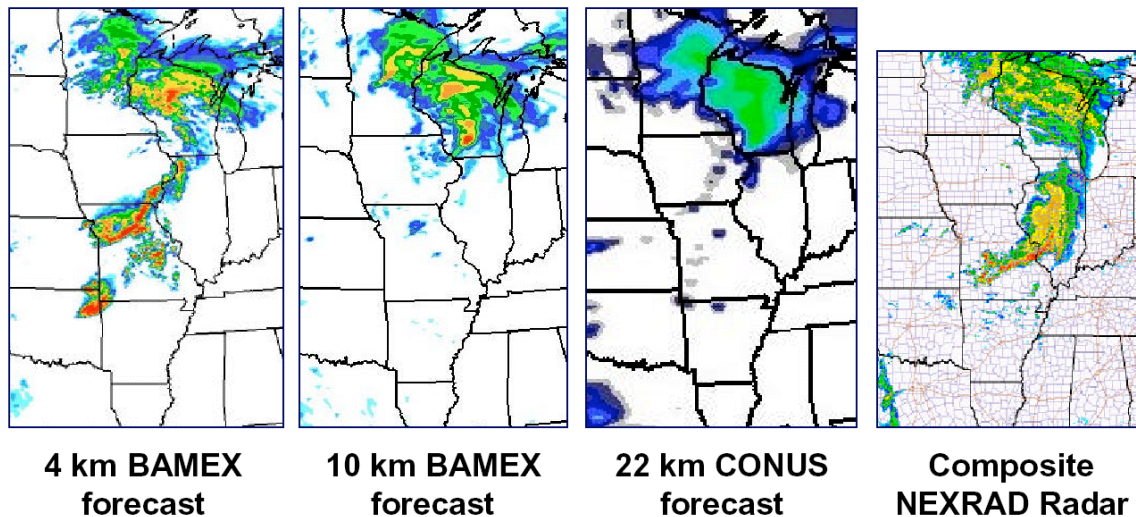 4 km BAMEX
forecast
10 km BAMEX
forecast
22 km CONUS
forecast
Composite
NEXRAD Radar